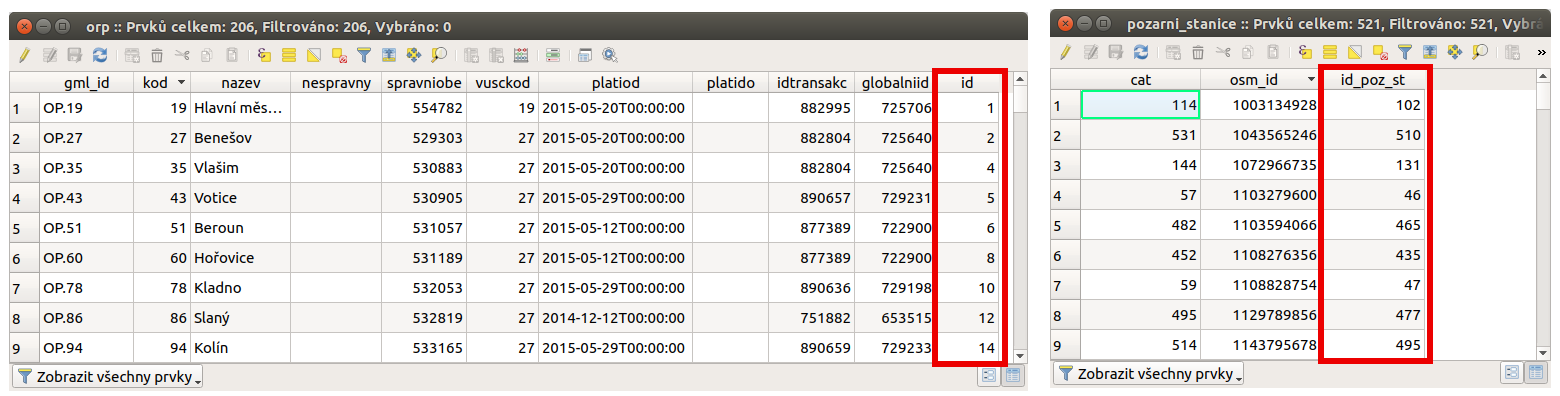 orp :: Prvků celkem: 206, Filtrováno: 206, Vybráno: 0
gml_id kod nazev nespravny spravniobe vusckod platiod platido idtransakc globalniid id
1 OP.19 19 Hlavní měs… 554782 19 2015-05-20T00:00:00 882995 725706 1
2 OP.27 27 Benešov 529303 27 2015-05-20T00:00:00 882804 725640 2
3 OP.35 35 Vlašim 530883 27 2015-05-20T00:00:00 882804 725640 4
4 OP.43 43 Votice 530905 27 2015-05-29T00:00:00 890657 729231 5
5 OP.51 51 Beroun 531057 27 2015-05-12T00:00:00 877389 722900 6
6 OP.60 60 Hořovice 531189 27 2015-05-12T00:00:00 877389 722900 8
7 OP.78 78 Kladno 532053 27 2015-05-29T00:00:00 890636 729198 10
8 OP.86 86 Slaný 532819 27 2014-12-12T00:00:00 751882 653515 12
9 OP.94 94 Kolín 533165 27 2015-05-29T00:00:00 890659 729233 14
Zobrazit všechny prvky
pozarni_stanice :: Prvků celkem: 521, Filtrováno: 521, Vybrá
»
cat osm_id id_poz_st
1 114 1003134928 102
2 531 1043565246 510
3 144 1072966735 131
4 57 1103279600 46
5 482 1103594066 465
6 452 1108276356 435
7 59 1108828754 47
8 495 1129789856 477
9 514 1143795678 495
Zobrazit všechny prvky